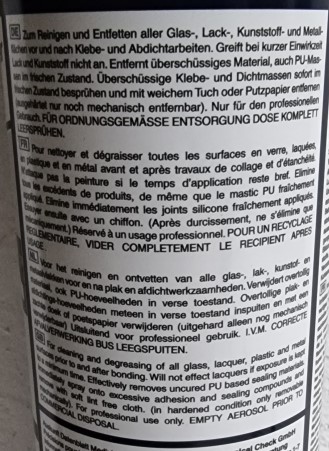 DE Zum Reinigen und Entfetten aller Glas-, Lack-, Kunststoff- und Metall-
flächen vor und nach Klebe- und Abdichtarbeiten. Greift bei kurzer Einwirkzeit
Lack und Kunststoff nicht an. Entfernt überschüssiges Material, auch PU-Mas-
sen im frischen Zustand. Überschüssige Klebe- und Dichtmassen sofort im
frischen Zustand besprühen und mit weichem Tuch oder Putzpapier entfernen
(ausgehärtet nur noch mechanisch entfernbar). Nur für den professionellen
Gebrauch. FÜR ORDNUNGSGEMÄSSE ENTSORGUNG DOSE KOMPLETT
LEERSPRÜHEN.
FR Pour nettoyer et dégraisser toutes les surfaces en verre, laquées,
en plastique et en métal avant et après travaux de collage et d'étanchéité.
N'attaque pas la peinture si le temps d'application reste bref. Elimine
les excédents de produits, de même que le mastic PU fraîchement
appliqué. Elimine immédiatement les joints silicone fraîchement appliqués.
Essuyer ensuite avec un chiffon. (Après durcissement, ne s'élimine que
mécaniquement.) Réservé à un usage professionnel. POUR UN RECYCLAGE
REGLEMENTAIRE, VIDER COMPLETEMENT LE RECIPIENT APRES
USAGE.
NL Voor het reinigen en ontvetten van alle glas-, lak-, kunstof- en
metaalvlakken voor en na plak en afdichtwerkzaamheden. Verwijdert overtollig
materiaal, ook PU-hoeveelheden in verse toestand. Overtollige plak- en
dichtings-hoeveelheden meteen in verse toestand inspuiten en met een
zachte doek of poetspapier verwijderen (uitgehard alleen nog mechanisch
Uitsluitend voor professioneel gebruik. I.V.M. CORRECTE
AFVALVERWERKING BUS LEEGSPUITEN.
For cleaning and degreasing of all glass, lacquer, plastic and metal
prior to and after bonding. Will not affect lacquers if exposure is kept
minimum time. Effectively removes uncured PU based sealing materials.
spray onto excessive adhesion and sealing compounds and
soft lint free cloth. (in hardened condition only removable
For professional use only. EMPTY AEROSOL PRIOR TO
DISPOSAL.
Check GmbH